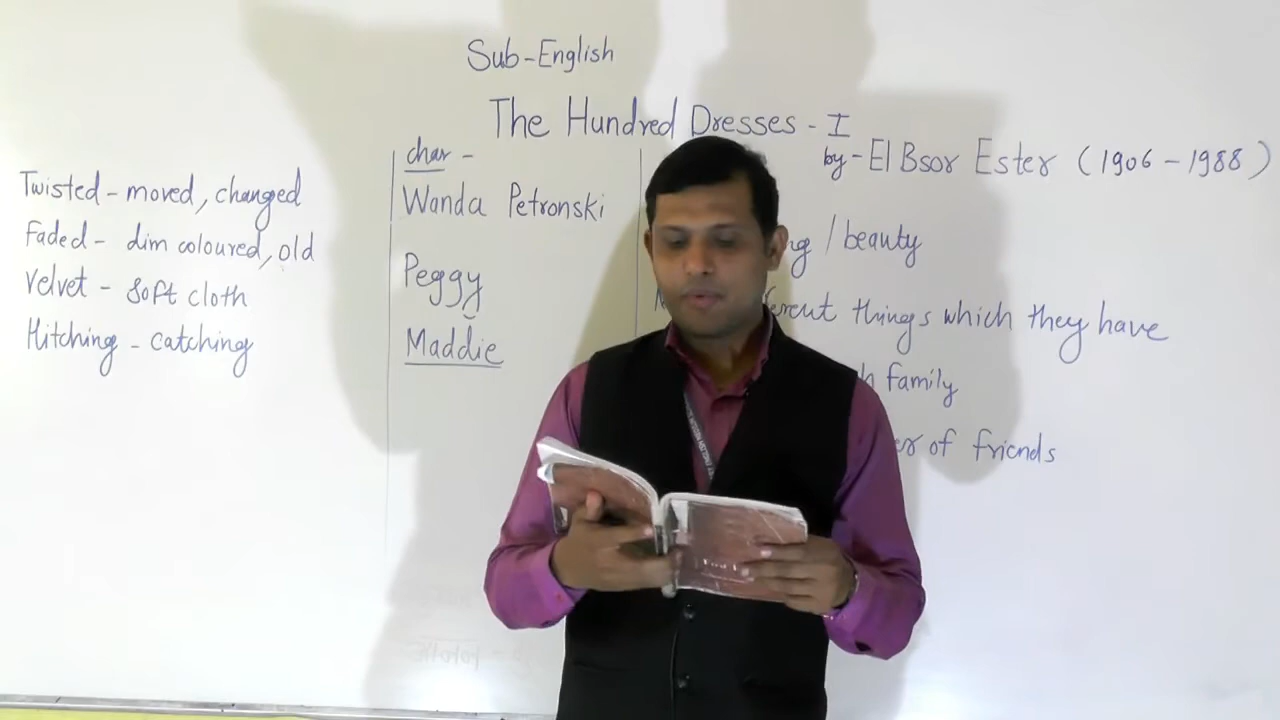 Sub-English
The Hundred Dresses - I
by - El Bsor Ester (1906 - 1988)
Twisted - moved, changed
Faded - dim coloured, old
Velvet - soft cloth
Hitching - catching
char -
Wanda Petronski
Peggy
Maddie
/ beauty
things which they have
family
of friends